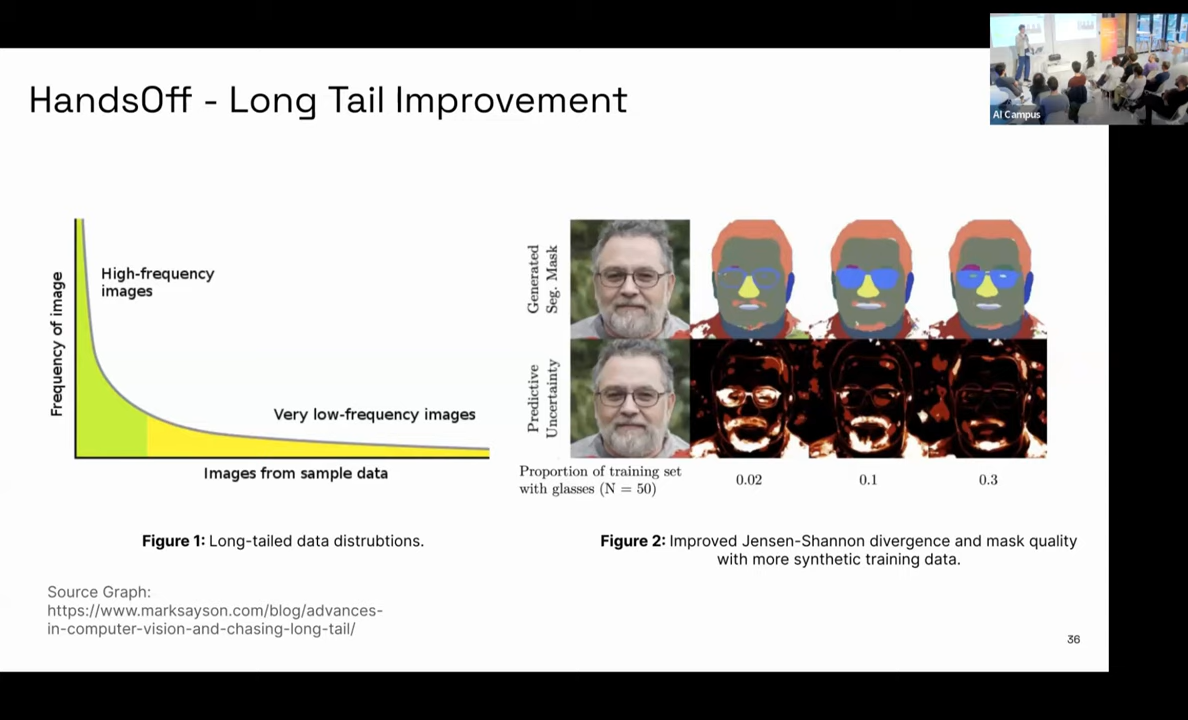 HandsOff - Long Tail Improvement
AI Campus
Frequency of image
High-frequency
images
Very low-frequency images
Images from sample data
Generated
Seg. Mask
Predictive
Uncertainty
Proportion of training set
with glasses (N = 50)
0.02
0.1
0.3
Figure 1: Long-tailed data distrubtions.
Figure 2: Improved Jensen-Shannon divergence and mask quality
with more synthetic training data.
Source Graph:
https://www.marksayson.com/blog/advances-
in-computer-vision-and-chasing-long-tail/
36